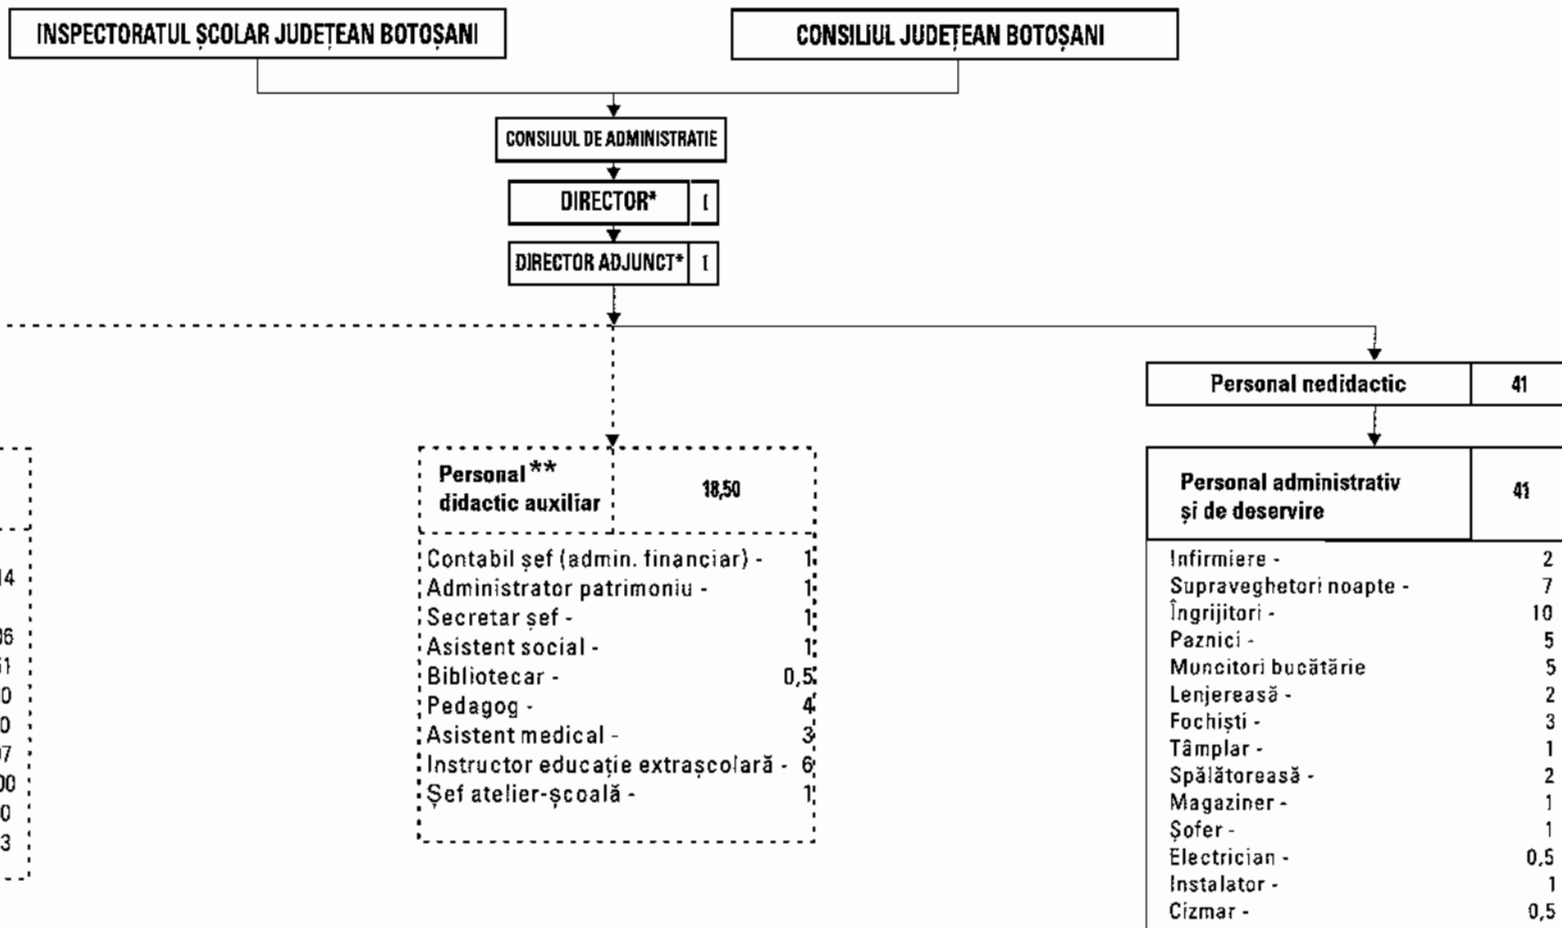 INSPECTORATUL ȘCOLAR JUDEȚEAN BOTOȘANI
CONSILIUL JUDEȚEAN BOTOȘANI
CONSILIUL DE ADMINISTRATIE
DIRECTOR* 1
DIRECTOR ADJUNCT* 1
Personal nedidactic 41
Personal **
didactic auxiliar 18,50
Contabil șef (admin. financiar) - 1
Administrator patrimoniu - 1
Secretar șef - 1
Asistent social - 1
Bibliotecar - 0,5
Pedagog - 4
Asistent medical - 3
Instructor educație extrașcolară - 6
Șef atelier-școală - 1
Personal administrativ
și de deservire 41
Infirmiere - 2
Supraveghetori noapte - 7
Îngrijitori - 10
Paznici - 5
Muncitori bucătărie 5
Lenjereasă - 2
Fochiști - 3
Tâmplar - 1
Spălătoreasă - 2
Magaziner - 1
Șofer - 1
Electrician - 0,5
Instalator - 1
Cizmar - 0,5